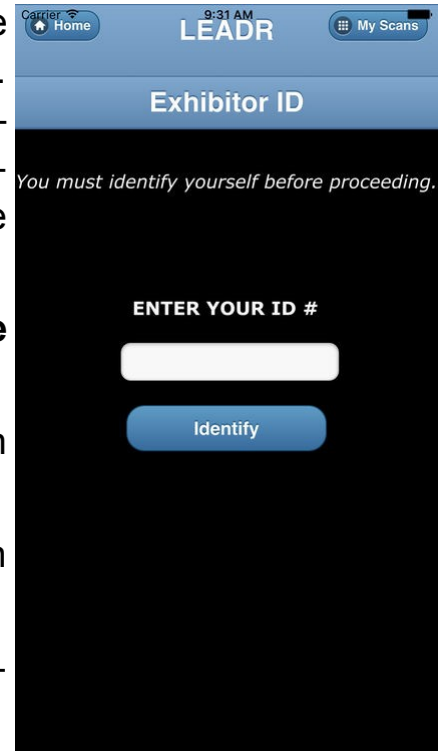 Carrier 9:31 AM
Home LEADR My Scans
Exhibitor ID
You must identify yourself before proceeding.
ENTER YOUR ID #
Identify